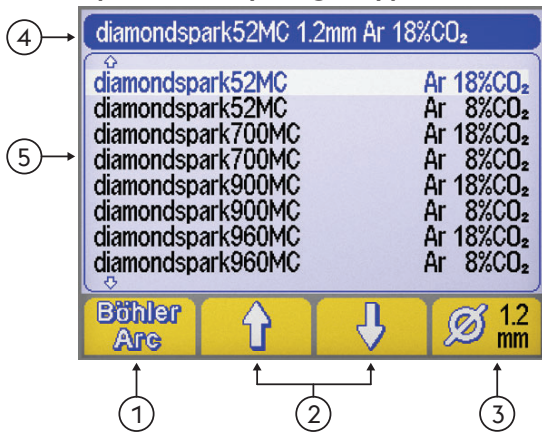 ④ diamondspark52MC 1.2mm Ar 18%CO₂
diamondspark52MC Ar 18%CO₂
diamondspark52MC Ar 8%CO₂
diamondspark700MC Ar 18%CO₂
⑤ diamondspark700MC Ar 8%CO₂
diamondspark900MC Ar 18%CO₂
diamondspark900MC Ar 8%CO₂
diamondspark960MC Ar 18%CO₂
diamondspark960MC Ar 8%CO₂
Böhler Ø 1.2
Arc mm
① ② ③